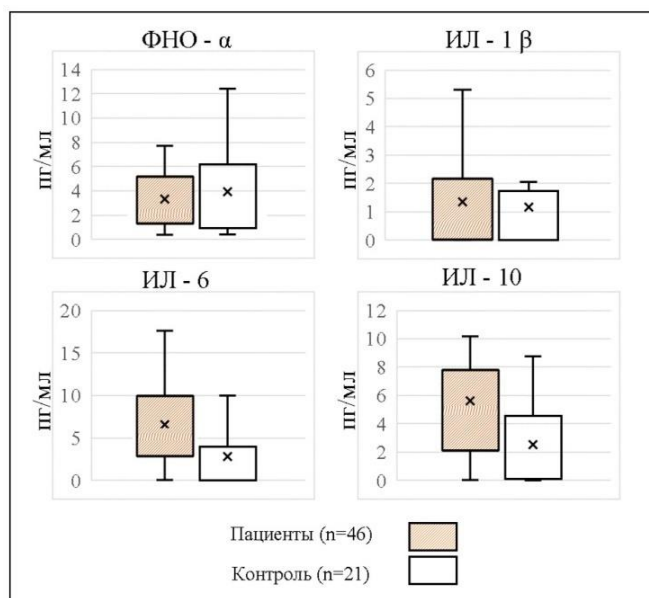 ФНО - α
ИЛ - 1 β
пг/мл
14
12
10
8
6
4
2
0
пг/мл
6
5
4
3
2
1
0
ИЛ - 6
ИЛ - 10
пг/мл
20
15
10
5
0
пг/мл
12
10
8
6
4
2
0
Пациенты (n=46)
Контроль (n=21)